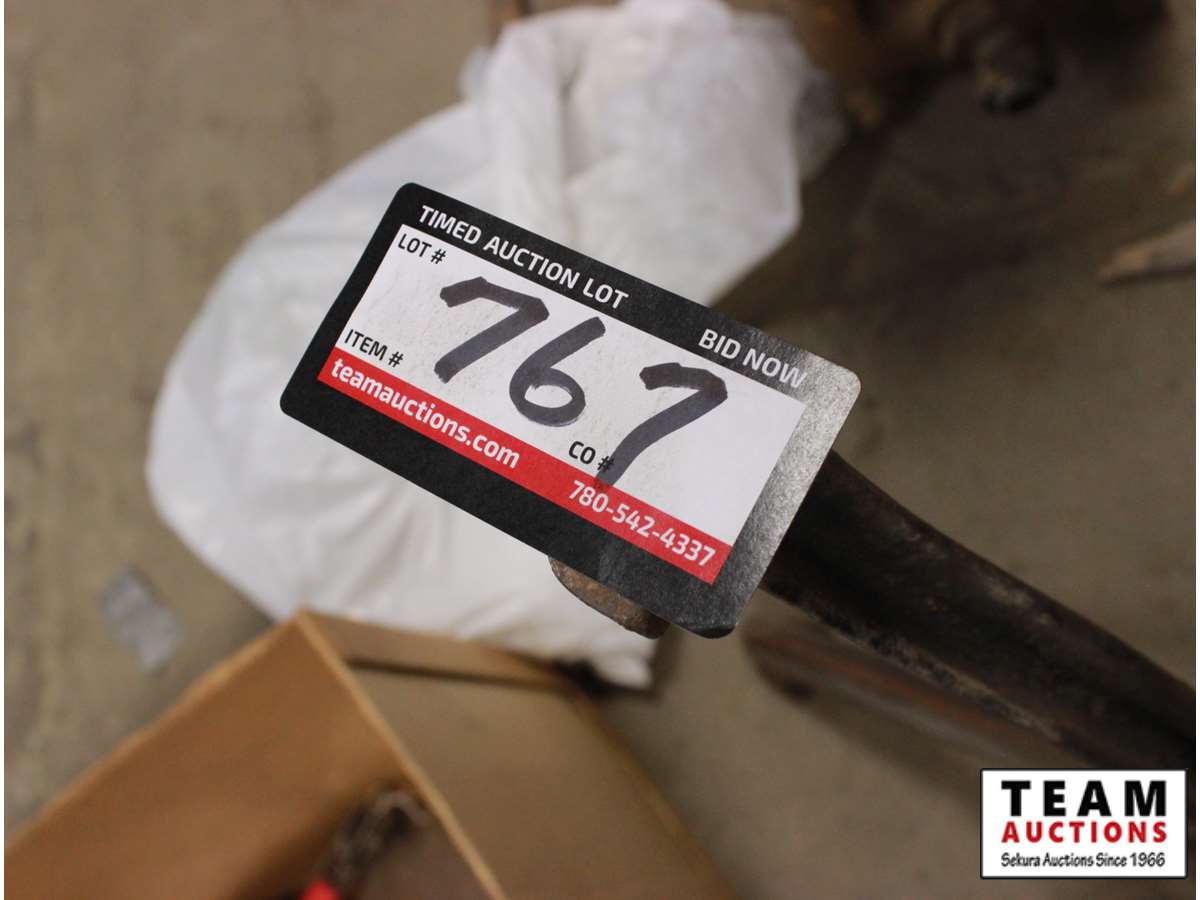 TIMED AUCTION LOT BID NOW
LOT #
767
ITEM #
CO #
teamauctions.com 780-542-4337
TEAM
AUCTIONS
Sekura Auctions Since 1966